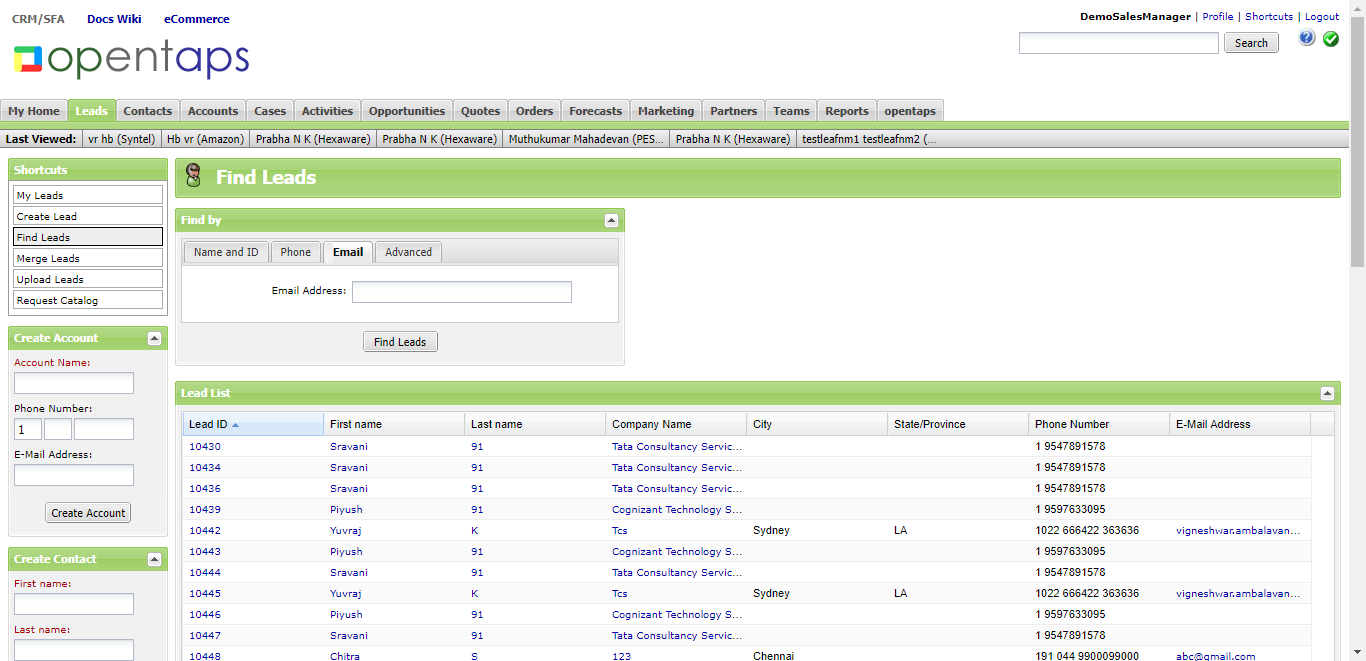 CRM/SFA Docs Wiki eCommerce
DemoSalesManager | Profile | Shortcuts | Logout
opentaps
Search
?
My Home Leads Contacts Accounts Cases Activities Opportunities Quotes Orders Forecasts Marketing Partners Teams Reports opentaps
Last Viewed: vr hb (Syntel) Hb vr (Amazon) Prabha N K (Hexaware) Prabha N K (Hexaware) Muthukumar Mahadevan (PES... Prabha N K (Hexaware) testleafnm1 testleafnm2 (...
Shortcuts
My Leads
Create Lead
Find Leads
Merge Leads
Upload Leads
Request Catalog
Create Account
Account Name:
Phone Number:
1
E-Mail Address:
Create Account
Create Contact
First name:
Last name:
Find Leads
Find by
Name and ID Phone Email Advanced
Email Address:
Find Leads
Lead List
Lead ID First name Last name Company Name City State/Province Phone Number E-Mail Address
10430 Sravani 91 Tata Consultancy Servic... 1 9547891578
10434 Sravani 91 Tata Consultancy Servic... 1 9547891578
10436 Sravani 91 Tata Consultancy Servic... 1 9547891578
10439 Piyush 91 Cognizant Technology S... 1 9597633095
10442 Yuvraj K Tcs Sydney LA 1022 666422 363636 vigneshwar.ambalavan...
10443 Piyush 91 Cognizant Technology S... 1 9597633095
10444 Sravani 91 Tata Consultancy Servic... 1 9547891578
10445 Yuvraj K Tcs Sydney LA 1022 666422 363636 vigneshwar.ambalavan...
10446 Piyush 91 Cognizant Technology S... 1 9597633095
10447 Sravani 91 Tata Consultancy Servic... 1 9547891578
10448 Chitra S 123 Chennai 191 044 9900099000 abc@gmail.com